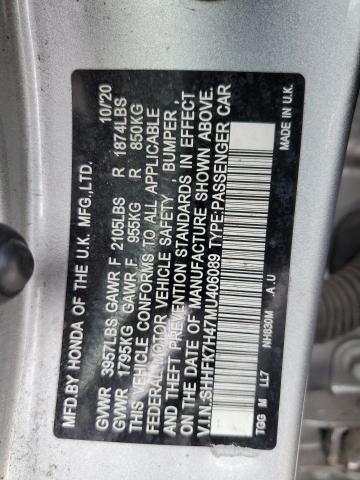 MFD.BY HONDA OF THE U.K. MFG.,LTD. 10/20
GVWR 3957LBS GAWR F 2105LBS R 1874LBS
GVWR 1795KG GAWR F 955KG R 850KG
THIS VEHICLE CONFORMS TO ALL APPLICABLE
FEDERAL MOTOR VEHICLE SAFETY , BUMPER ,
AND THEFT PREVENTION STANDARDS IN EFFECT
ON THE DATE OF MANUFACTURE SHOWN ABOVE.
V.I.N.:SHHFK7H47MU406089 TYPE:PASSENGER CAR
TGG M LL7 NH830M A U MADE IN U.K.